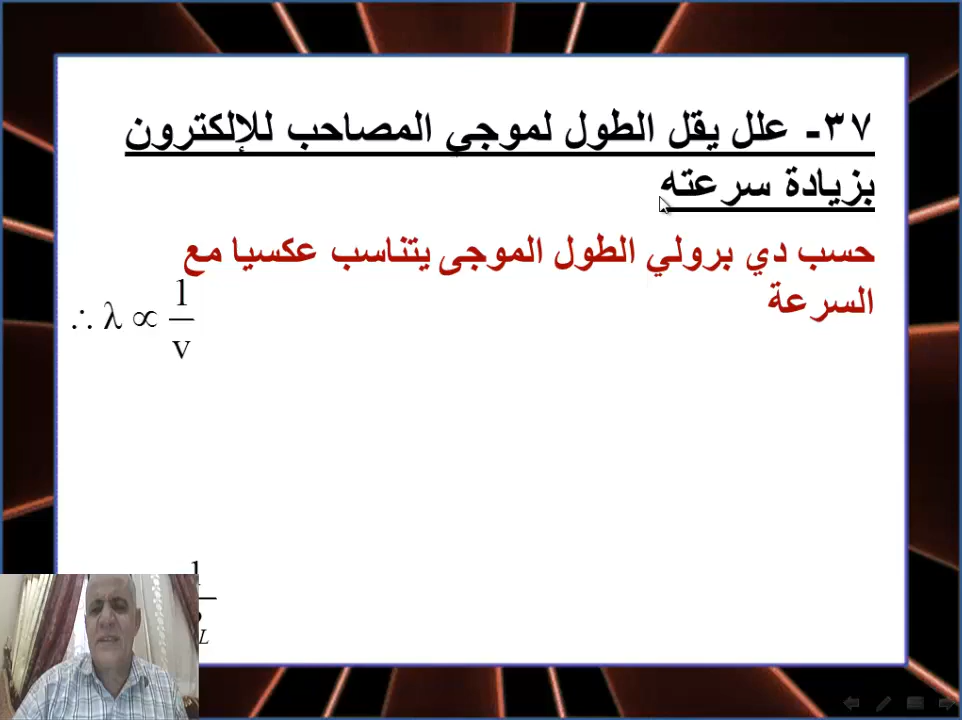 ٣٧- علل يقل الطول لموجي المصاحب للإلكترون
بزيادة سرعته
حسب دي برولي الطول الموجى يتناسب عكسيا مع
السرعة
∴ λ ∝ 1/v